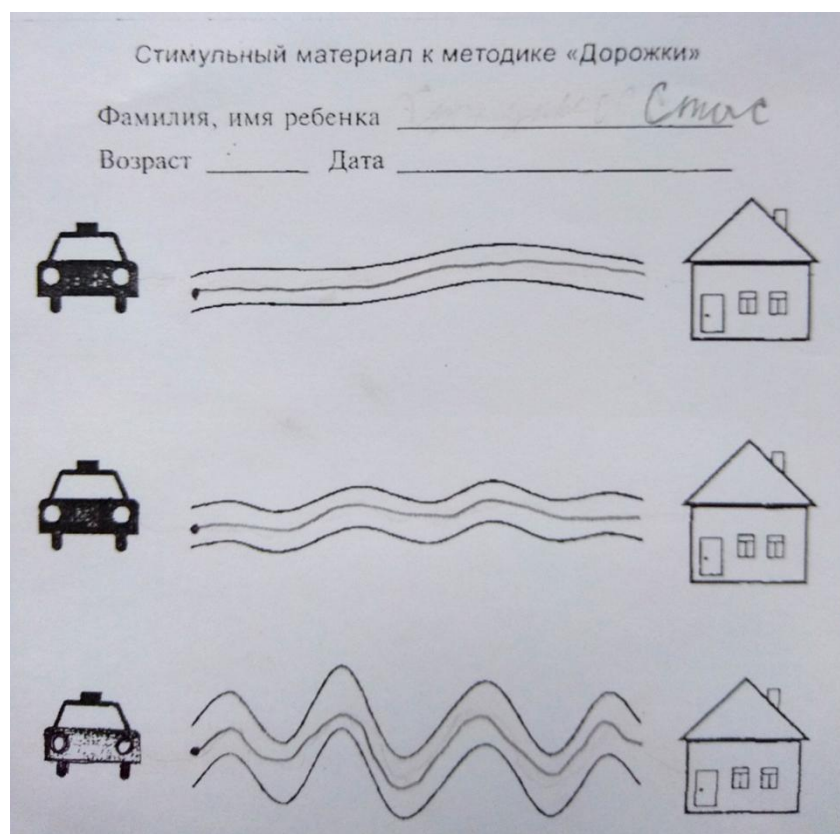 Стимульный материал к методике «Дорожки»
Фамилия, имя ребенка Стас
Возраст Дата